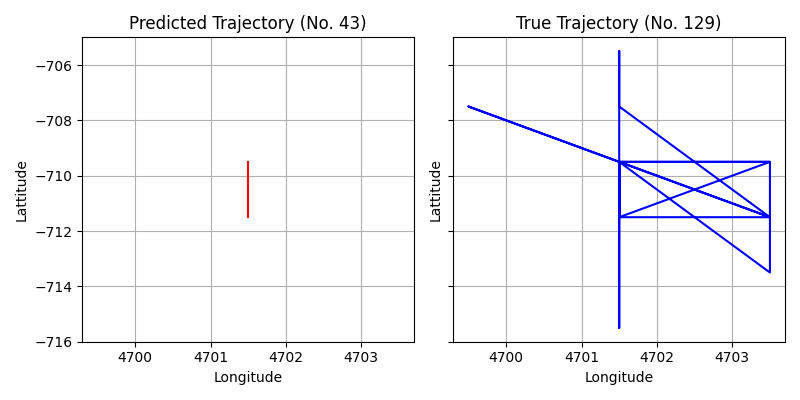 Predicted Trajectory (No. 43)
True Trajectory (No. 129)
−706
−708
−710
−712
−714
−716
Lattitude
Lattitude
4700
4701
4702
4703
4700
4701
4702
4703
Longitude
Longitude